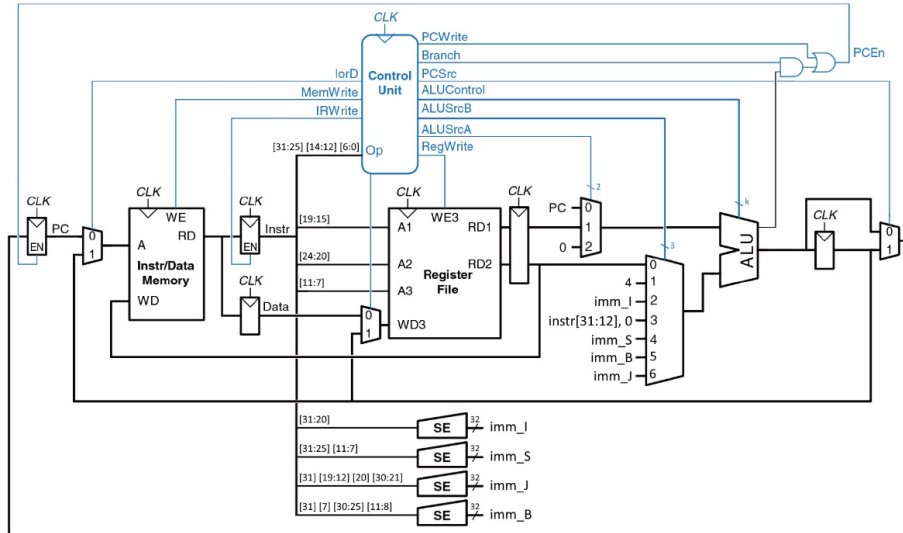 CLK
PCWrite
Branch
PCEn
IorD
Control
Unit
PCSrc
MemWrite
ALUControl
IRWrite
ALUSrcB
ALUSrcA
[31:25] [14:12] [6:0]
Op
RegWrite
2
k
3
CLK
PC
EN
0
1
CLK
WE
A
RD
Instr/Data
Memory
WD
CLK
Instr
EN
Data
[19:15]
[24:20]
[11:7]
0
1
CLK
WE3
A1
RD1
A2
RD2
Register
File
A3
WD3
CLK
PC
0
1
0
2
0
4
1
imm_I
2
instr[31:12], 0
3
imm_S
4
imm_B
5
imm_J
6
ALU
CLK
0
1
[31:20]
SE
32
imm_I
[31:25] [11:7]
SE
32
imm_S
[31] [19:12] [20] [30:21]
SE
32
imm_J
[31] [7] [30:25] [11:8]
SE
32
imm_B